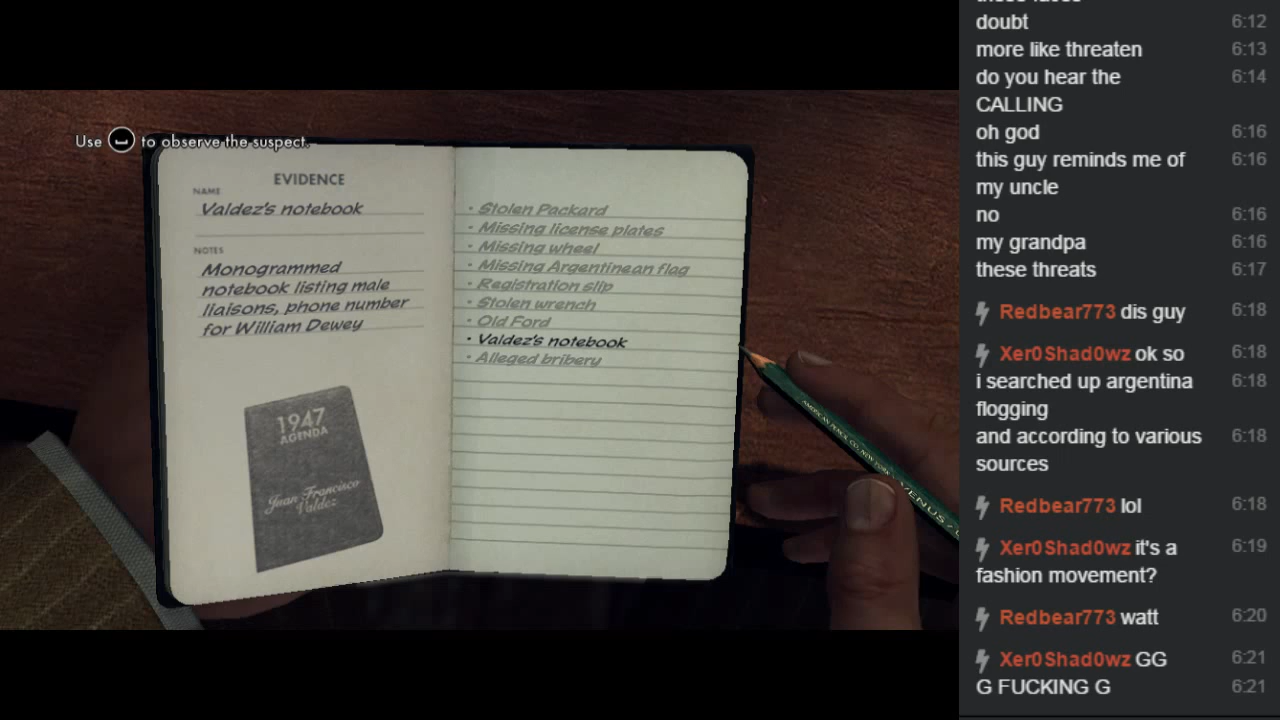 Use to observe the suspect.
EVIDENCE
NAME
Valdez's notebook
NOTES
Monogrammed
notebook listing male
liaisons, phone number
for William Dewey
1947
AGENDA
Juan Francisco
Valdez
• Stolen Packard
• Missing license plates
• Missing wheel
• Missing Argentinean flag
• Registration slip
• Stolen wrench
• Old Ford
• Valdez's notebook
• Alleged bribery
AMERICAN PENCIL CO. NEW YORK
VENUS
doubt 6:12
more like threaten 6:13
do you hear the 6:14
CALLING
oh god 6:16
this guy reminds me of 6:16
my uncle
no 6:16
my grandpa 6:16
these threats 6:17
Redbear773 dis guy 6:18
Xer0Shad0wz ok so 6:18
i searched up argentina 6:18
flogging
and according to various 6:18
sources
Redbear773 lol 6:18
Xer0Shad0wz it's a 6:19
fashion movement?
Redbear773 watt 6:20
Xer0Shad0wz GG 6:21
G FUCKING G 6:21